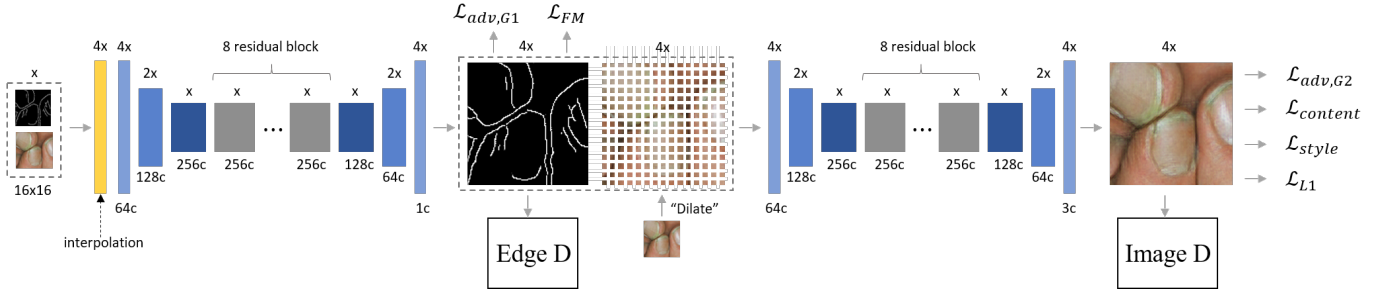 x
16x16
4x
4x
2x
x
8 residual block
x
...
x
x
2x
4x
64c
128c
256c
256c
256c
128c
64c
1c
interpolation
ℒadv,G1
ℒFM
4x
4x
"Dilate"
Edge D
4x
2x
x
8 residual block
x
...
x
x
2x
4x
64c
128c
256c
256c
256c
128c
64c
3c
4x
Image D
ℒadv,G2
ℒcontent
ℒstyle
ℒL1